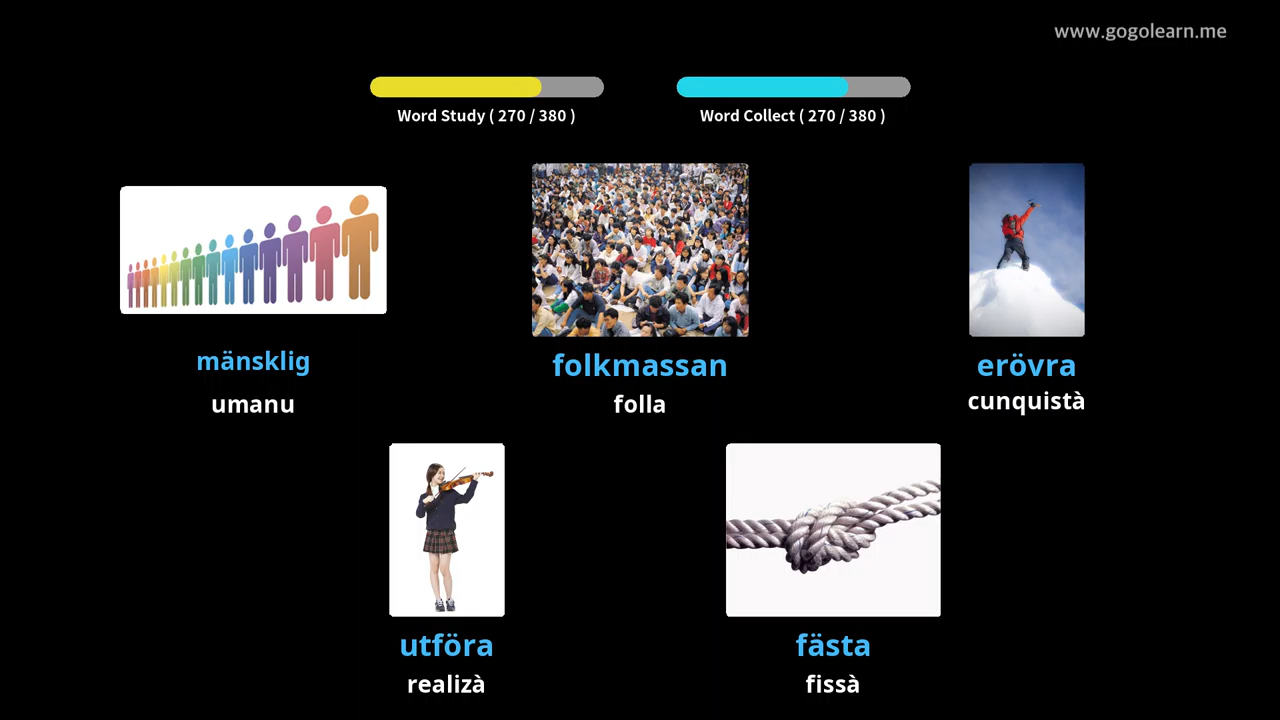 www.gogolearn.me
Word Study ( 270 / 380 )
Word Collect ( 270 / 380 )
mänsklig
umanu
folkmassan
folla
erövra
cunquistà
utföra
realizà
fästa
fissà